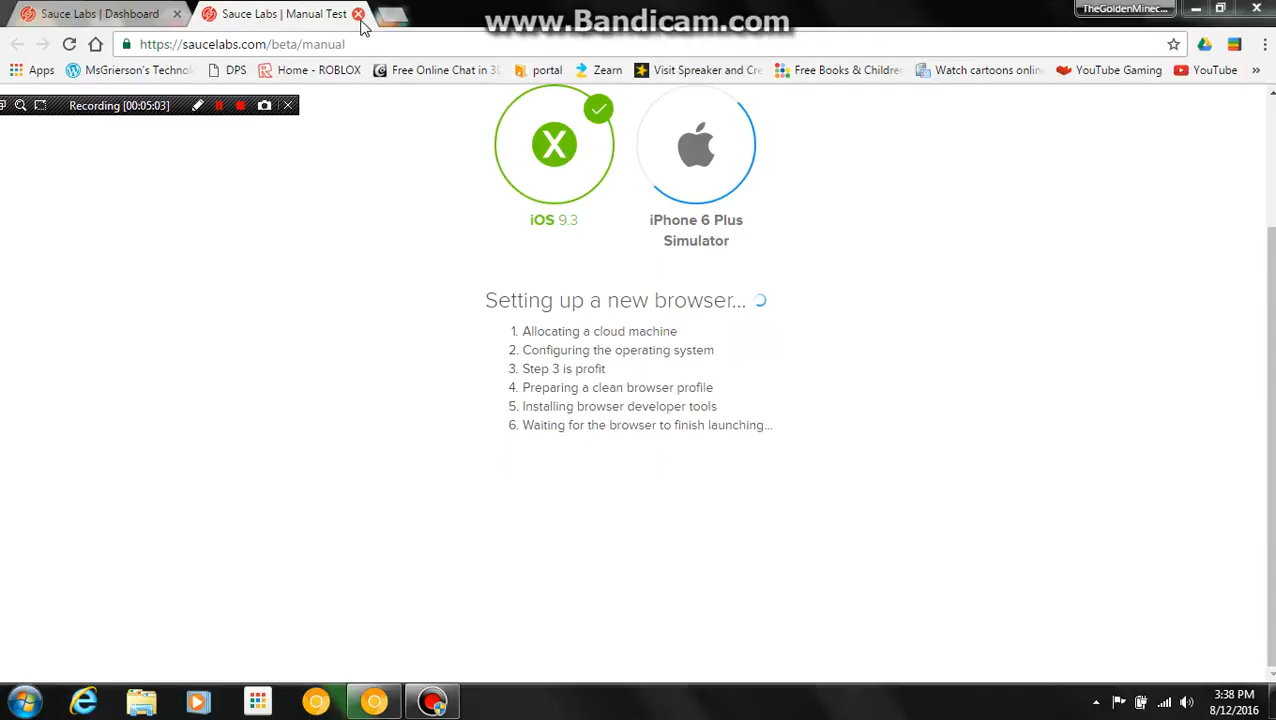 Sauce Labs | Dashboard
Sauce Labs | Manual Test
www.Bandicam.com
TheGoldenMinec...
https://saucelabs.com/beta/manual
Apps
MsGrierson's Techno
DPS
Home - ROBLOX
Free Online Chat in 3D
portal
Zearn
Visit Spreaker and Cre
Free Books & Children
Watch cartoons online
YouTube Gaming
YouTube
»
Recording [00:05:03]
X
iOS 9.3
iPhone 6 Plus
Simulator
Setting up a new browser...
1. Allocating a cloud machine
2. Configuring the operating system
3. Step 3 is profit
4. Preparing a clean browser profile
5. Installing browser developer tools
6. Waiting for the browser to finish launching...
3:38 PM
8/12/2016